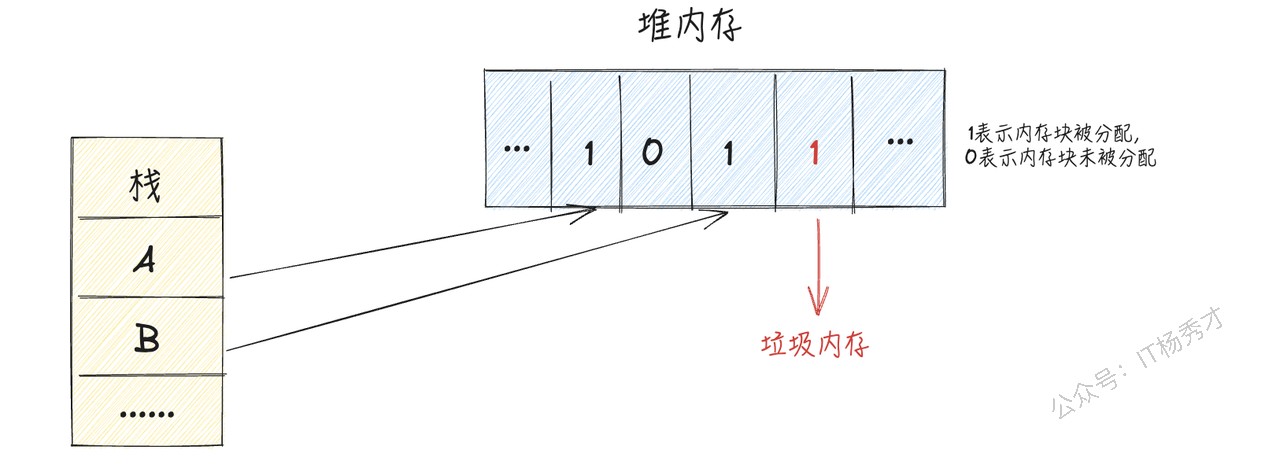 堆内存
… 1 0 1 1 …
1表示内存块被分配,
0表示内存块未被分配
栈
A
B
……
垃圾内存
公众号：IT杨秀才